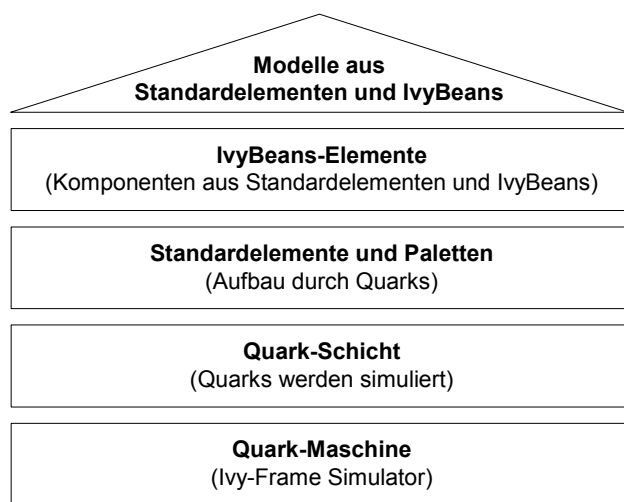 Modelle aus
Standardelementen und IvyBeans
IvyBeans-Elemente
(Komponenten aus Standardelementen und IvyBeans)
Standardelemente und Paletten
(Aufbau durch Quarks)
Quark-Schicht
(Quarks werden simuliert)
Quark-Maschine
(Ivy-Frame Simulator)